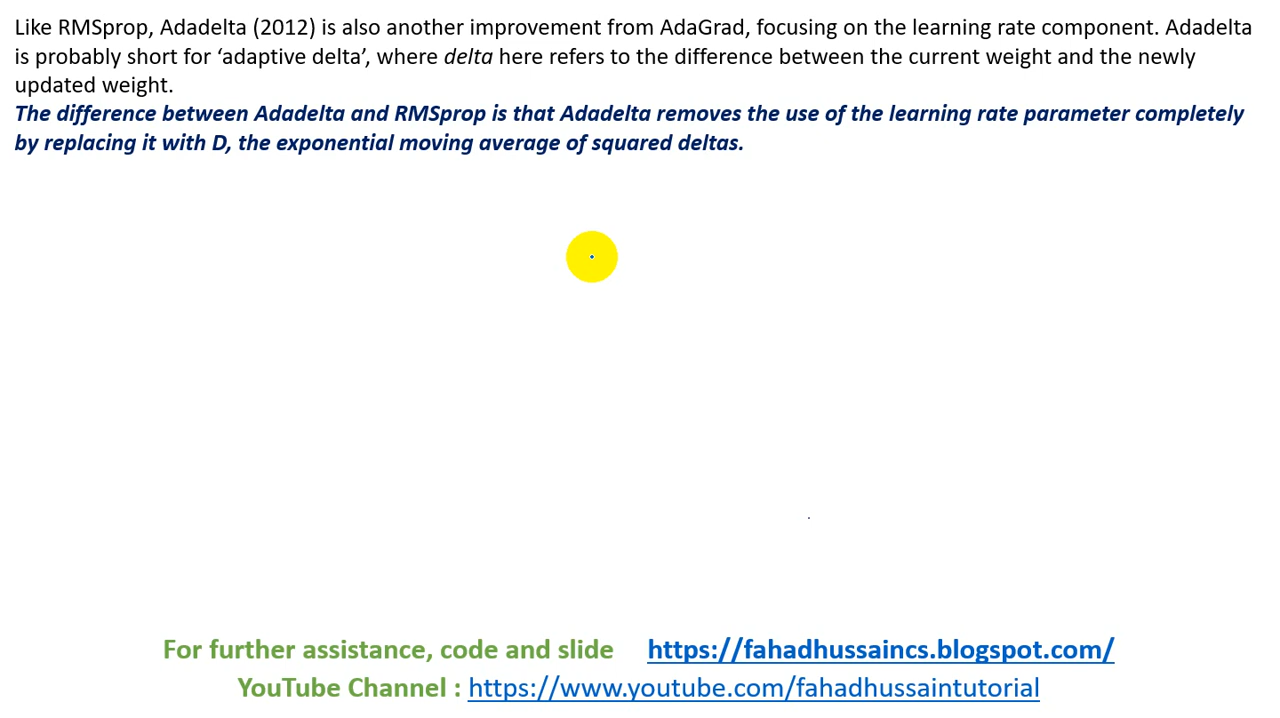 Like RMSprop, Adadelta (2012) is also another improvement from AdaGrad, focusing on the learning rate component. Adadelta
is probably short for ‘adaptive delta’, where delta here refers to the difference between the current weight and the newly
updated weight.
The difference between Adadelta and RMSprop is that Adadelta removes the use of the learning rate parameter completely
by replacing it with D, the exponential moving average of squared deltas.
For further assistance, code and slide https://fahadhussaincs.blogspot.com/
YouTube Channel : https://www.youtube.com/fahadhussaintutorial